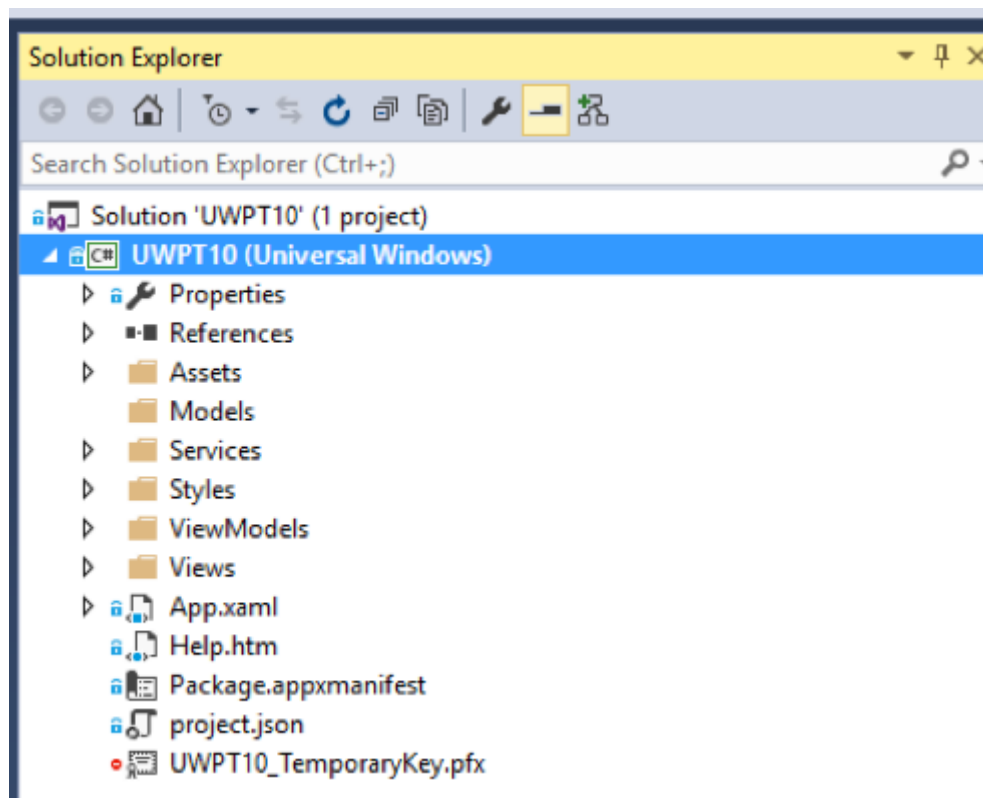 Solution Explorer
Search Solution Explorer (Ctrl+;)
Solution 'UWPT10' (1 project)
C# UWPT10 (Universal Windows)
Properties
References
Assets
Models
Services
Styles
ViewModels
Views
App.xaml
Help.htm
Package.appxmanifest
project.json
UWPT10_TemporaryKey.pfx